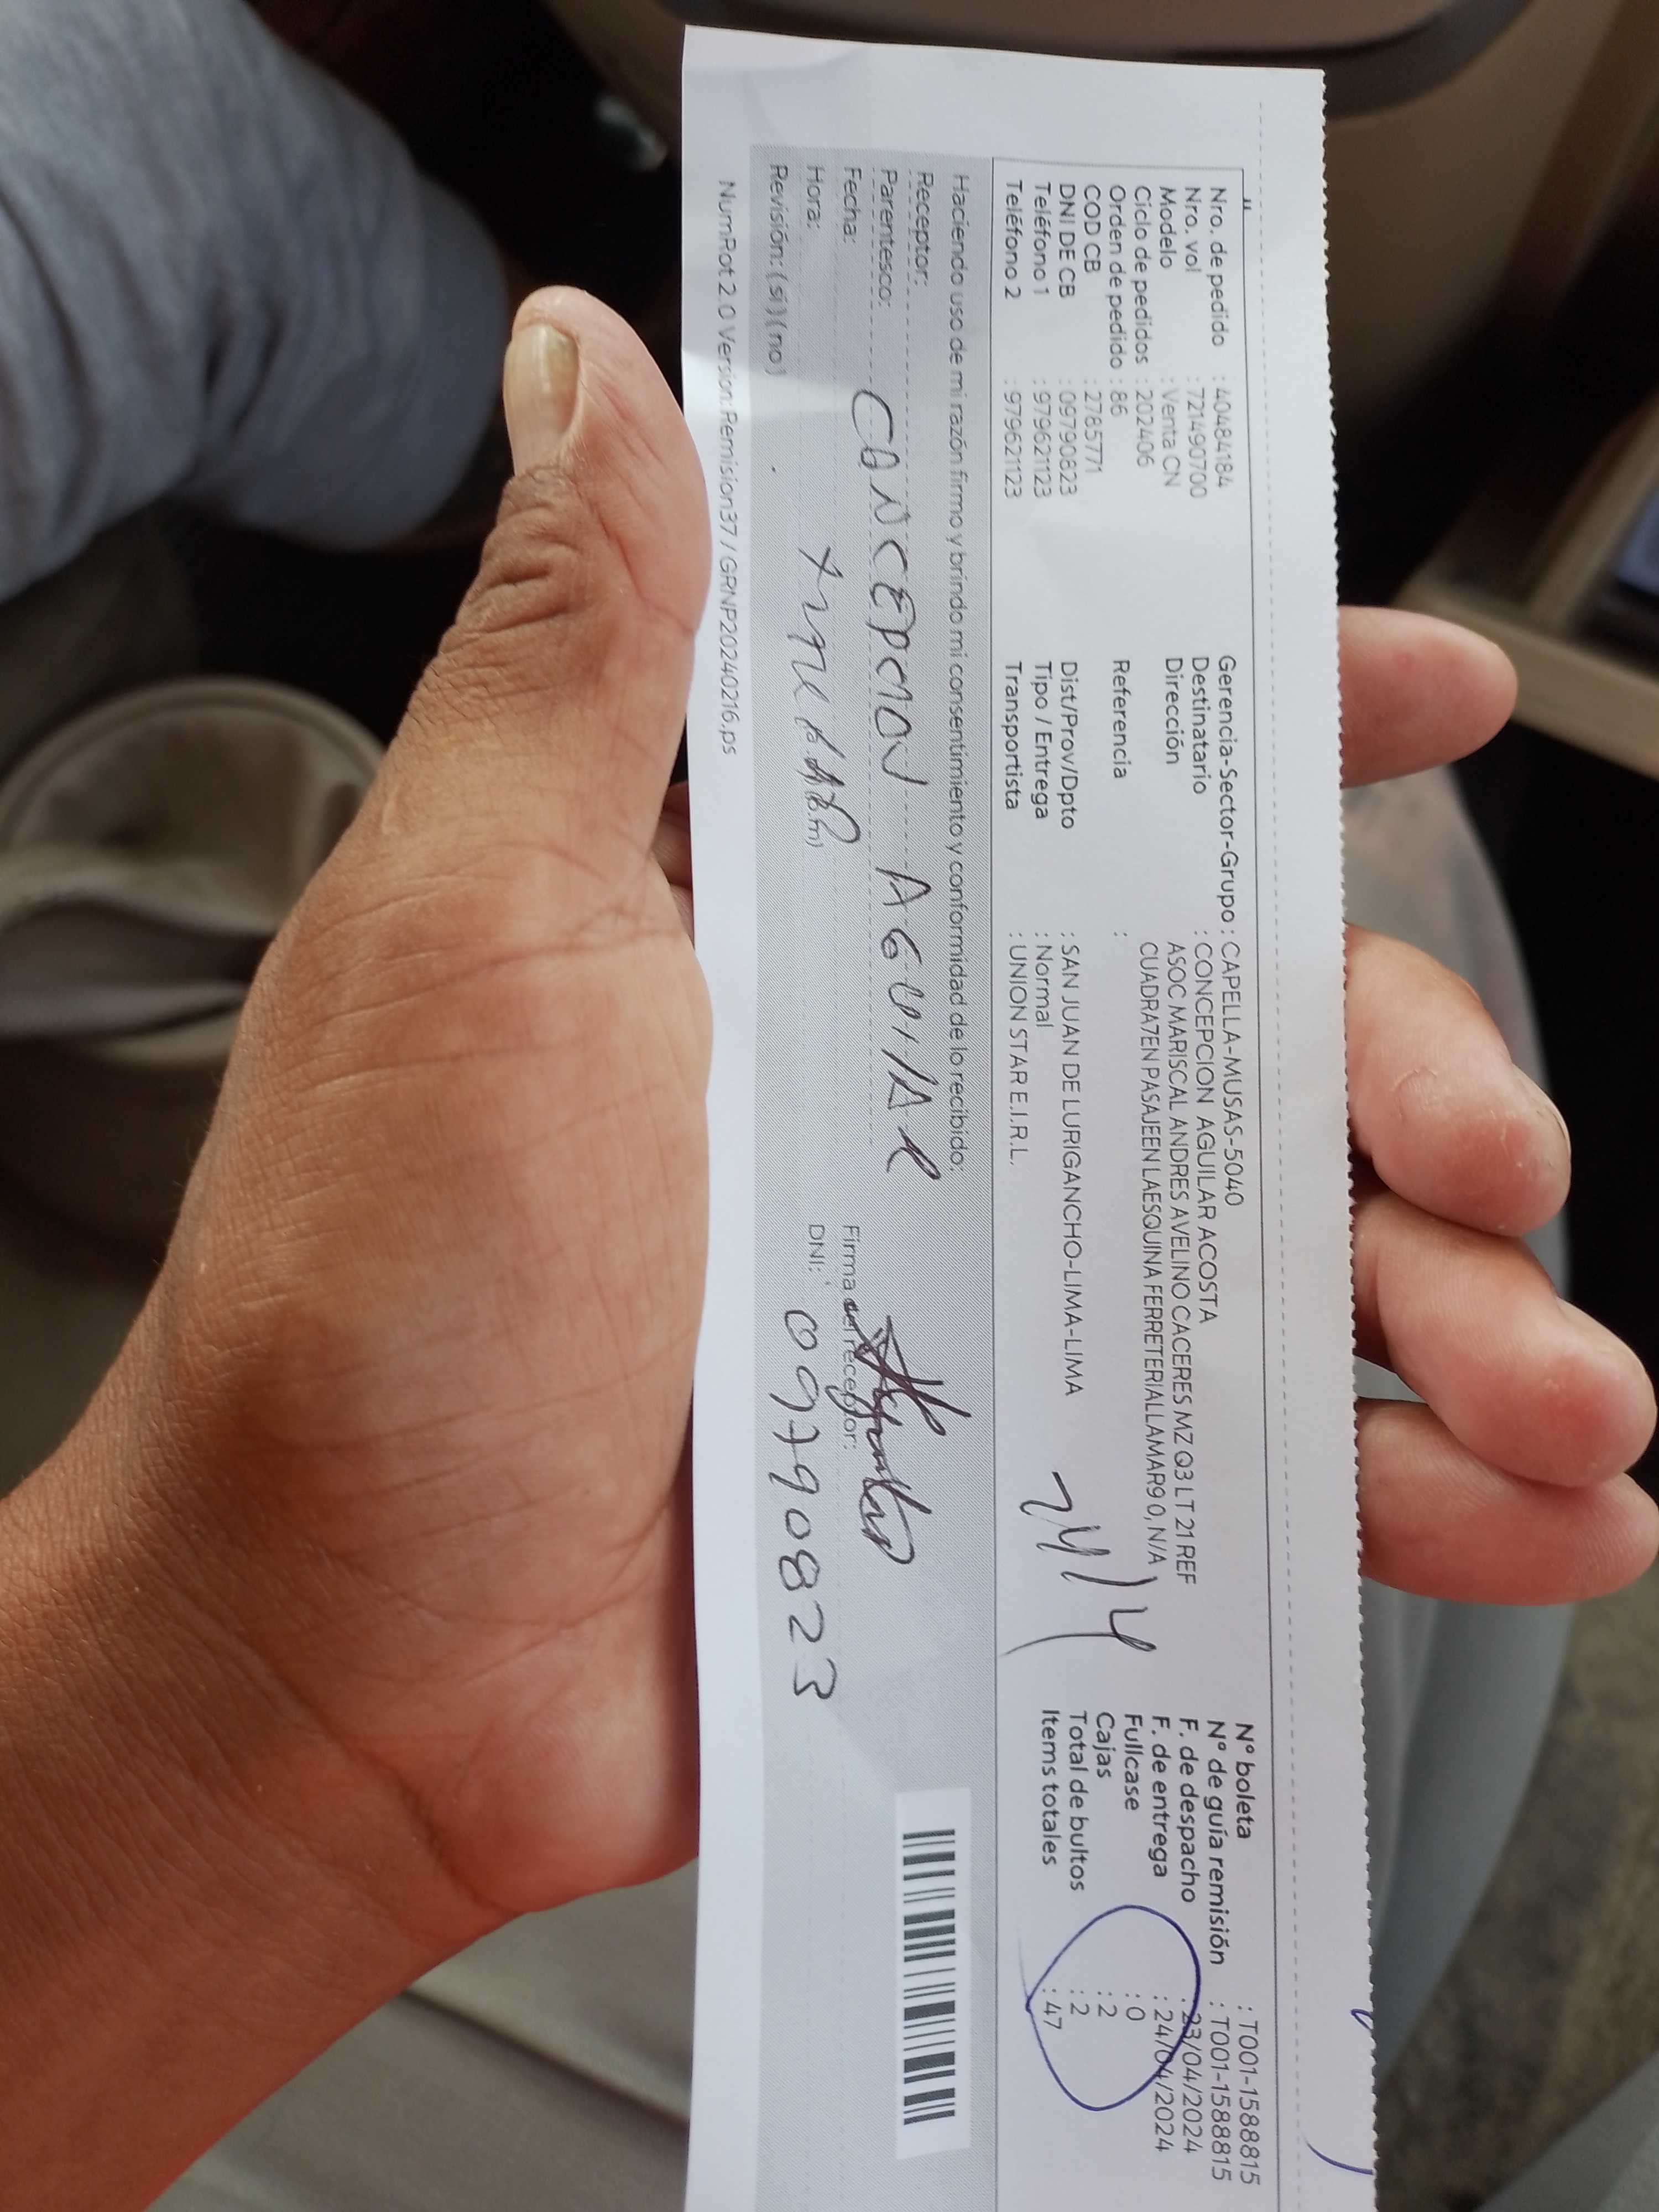 Nro. de pedido : 40484184
Nro. vol : 721490700
Modelo : Venta CN
Ciclo de pedidos : 202406
Orden de pedido : 86
COD CB : 2785771
DNI DE CB : 09790823
Teléfono 1 : 979621123
Teléfono 2 : 979621123
Gerencia-Sector-Grupo : CAPELLA-MUSAS-5040
Destinatario : CONCEPCION AGUILAR ACOSTA
Dirección ASOC MARISCAL ANDRES AVELINO CACERES MZ Q3 LT 21 REF
CUADRA7ENPASAJEENLAESQUINAFERRETERIALLAMAR9 0, N/A
Referencia :
Dist/Prov/Dpto : SAN JUAN DE LURIGANCHO-LIMA-LIMA
Tipo / Entrega : Normal
Transportista : UNION STAR E.I.R.L.
24/4
N° boleta : T001-1588815
N° de guía remisión : T001-1588815
F. de despacho : 23/04/2024
F. de entrega : 24/04/2024
Fullcase : 0
Cajas : 2
Total de bultos : 2
Items totales : 47
Haciendo uso de mi razón firmo y brindo mi consentimiento y conformidad de lo recibido:
Receptor:
Parentesco: CONCEPCION AGUILAR
Fecha:
Hora:
Revisión: (si) (no)
Firma del receptor:
DNI: 09790823
NumRot 2.0 Version:Remision37 / GRNP20240216.ps